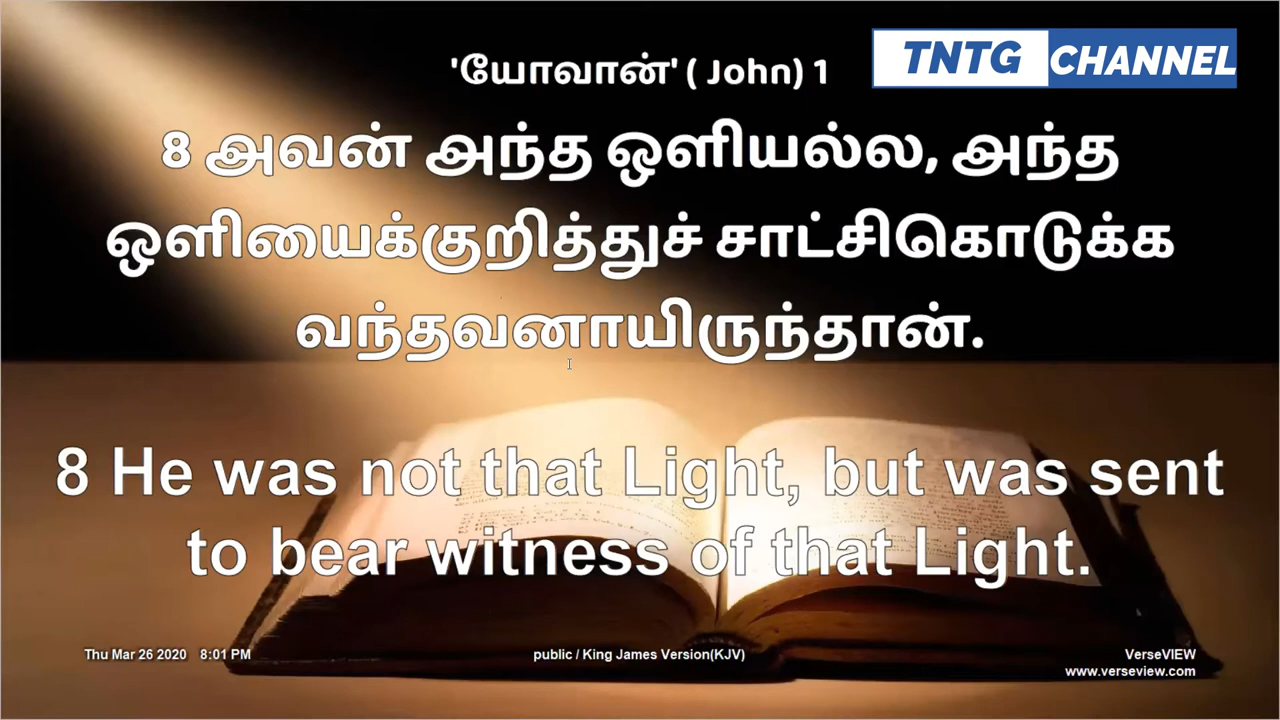 'யோவான்' ( John) 1
TNTG CHANNEL
8 அவன் அந்த ஒளியல்ல, அந்த
ஒளியைக்குறித்துச் சாட்சிகொடுக்க
வந்தவனாயிருந்தான்.
8 He was not that Light, but was sent
to bear witness of that Light.
Thu Mar 26 2020 8:01 PM
public / King James Version(KJV)
VerseVIEW
www.verseview.com